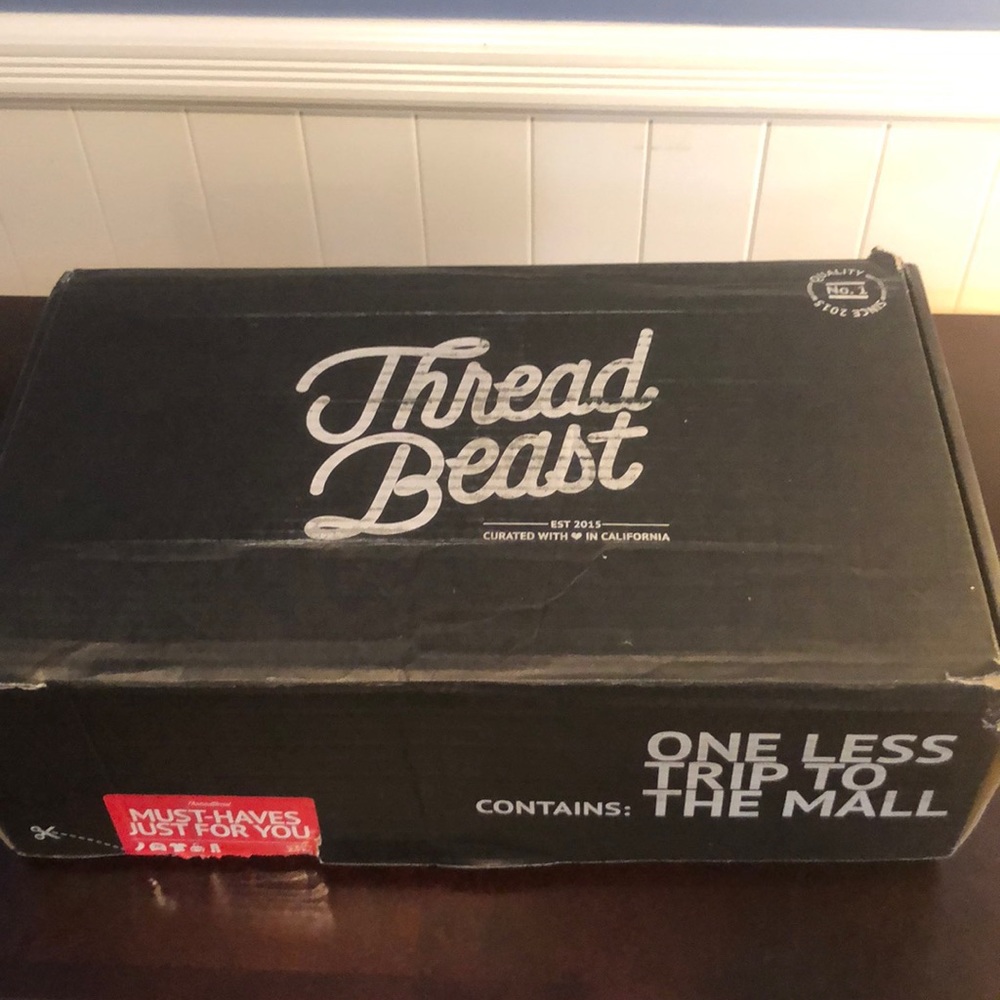 QUALITY
No. 1
SINCE 2015
Thread
Beast
EST 2015
CURATED WITH ❤ IN CALIFORNIA
ONE LESS
TRIP TO
CONTAINS: THE MALL
MUST-HAVES
JUST FOR YOU